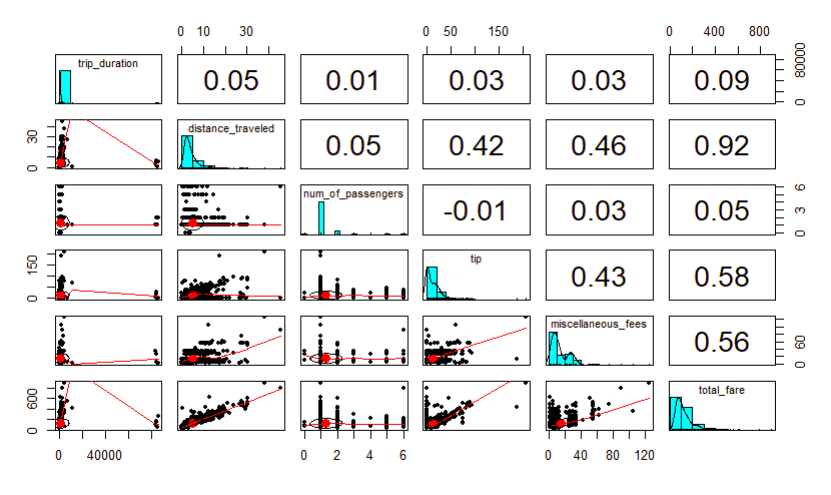 0 10 30 0 50 150 0 400 800
trip_duration 0.05 0.01 0.03 0.03 0.09 0 80000
0 30 distance_traveled 0.05 0.42 0.46 0.92
num_of_passengers -0.01 0.03 0.05 0 3 6
0 150 tip 0.43 0.58
miscellaneous_fees 0.56 0 60
0 600 total_fare
0 40000 0 1 2 3 4 5 6 0 40 80 120